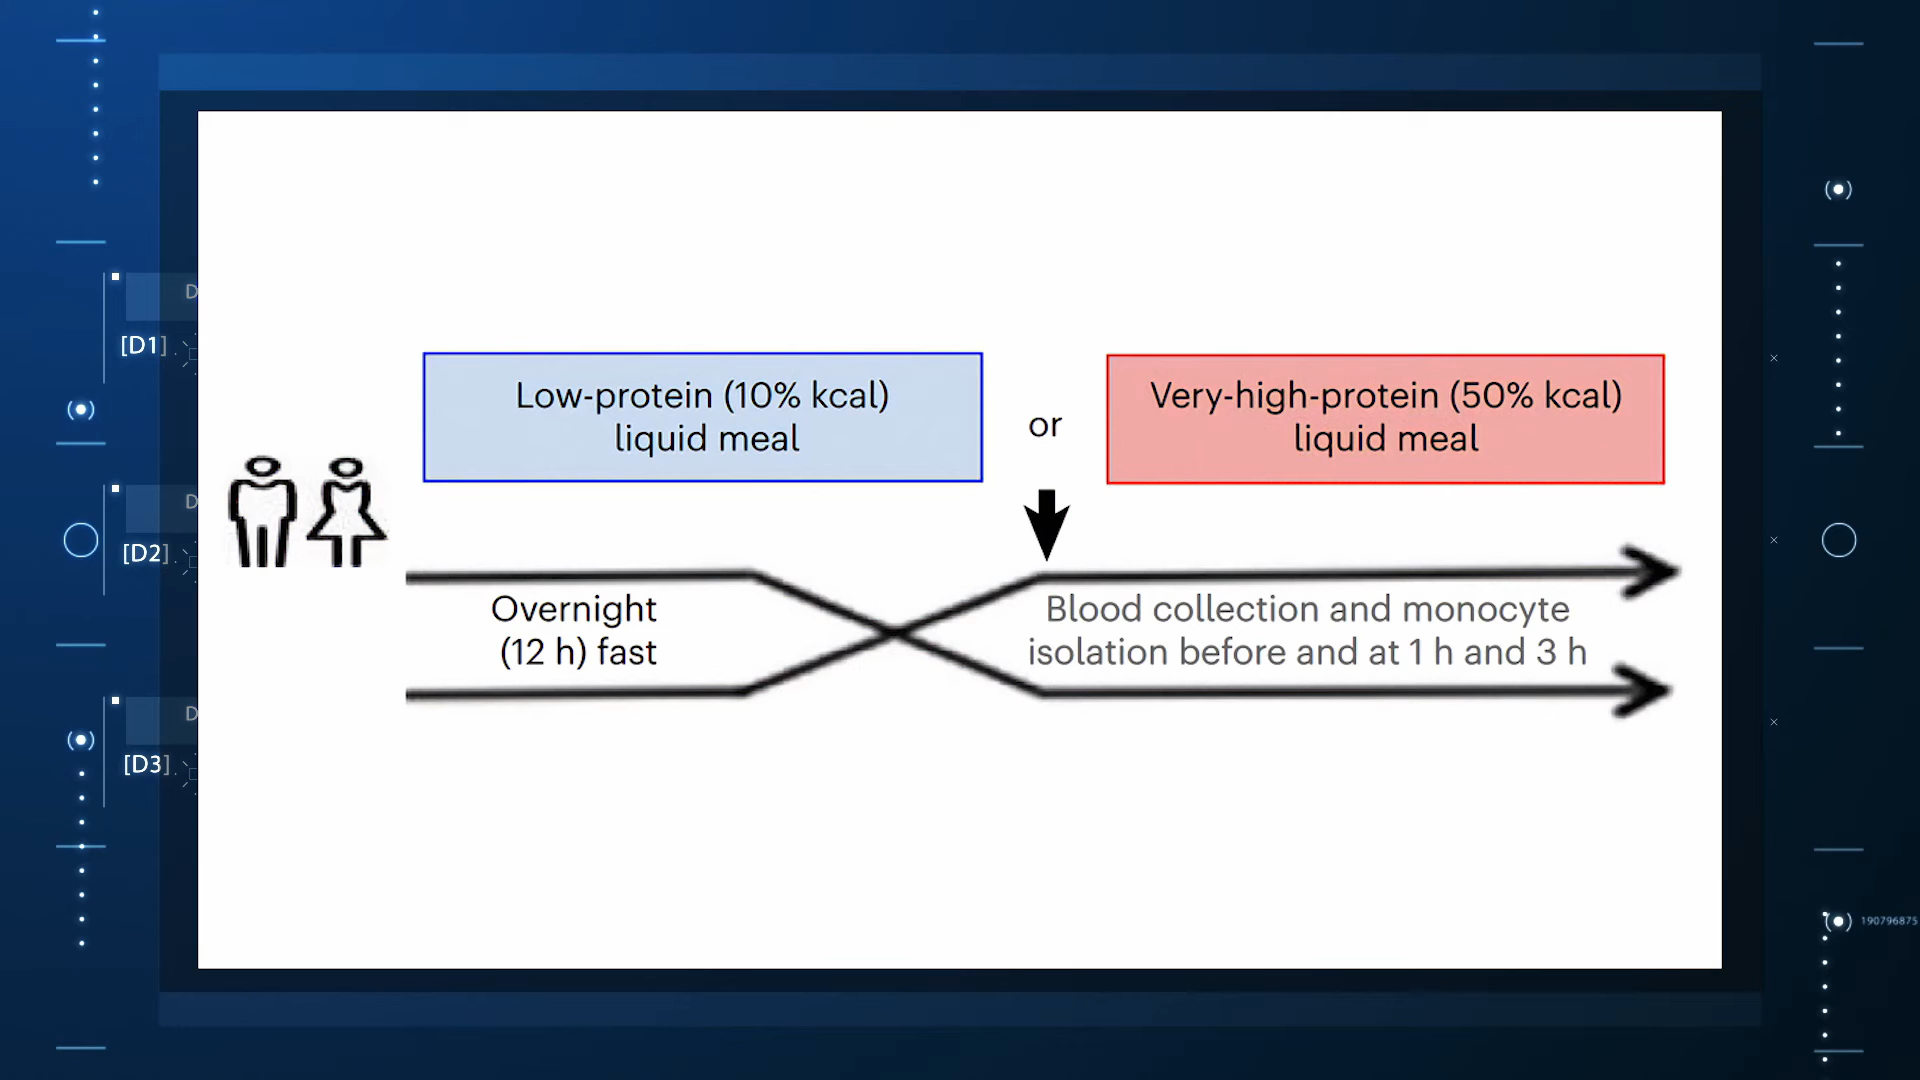 Low-protein (10% kcal)
liquid meal
or
Very-high-protein (50% kcal)
liquid meal
Overnight
(12 h) fast
Blood collection and monocyte
isolation before and at 1 h and 3 h
D
[D1]
D
[D2]
D
[D3]
190796875